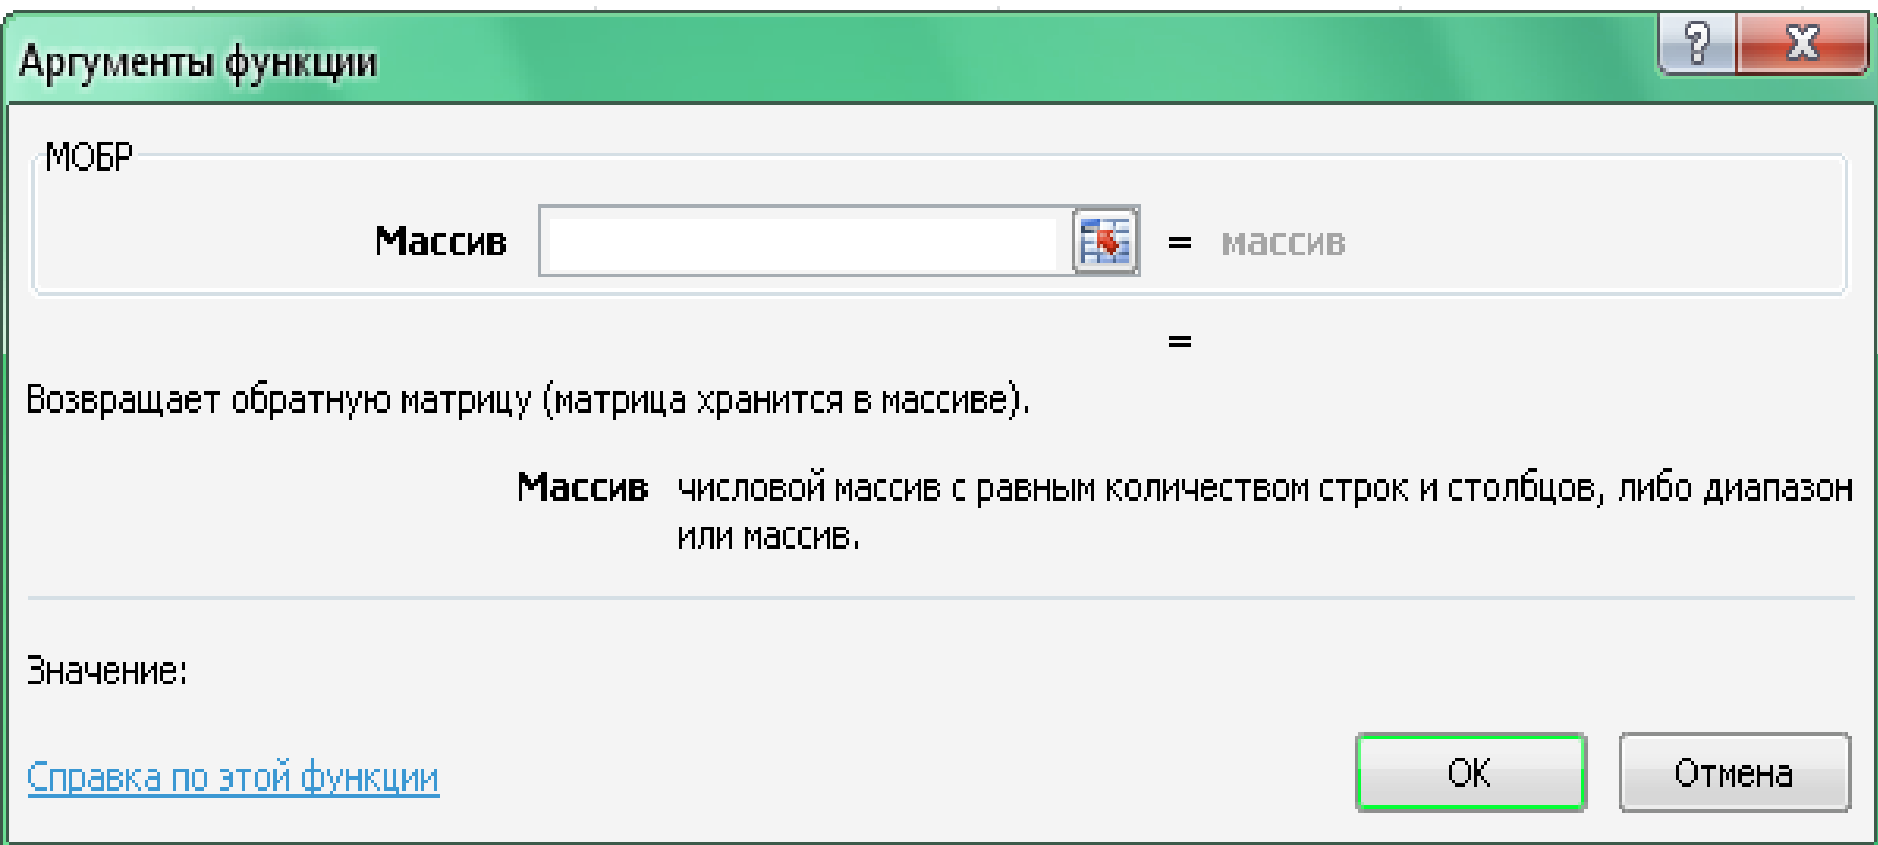 Аргументы функции
МОБР
Массив = массив
=
Возвращает обратную матрицу (матрица хранится в массиве).
Массив числовой массив с равным количеством строк и столбцов, либо диапазон
или массив.
Значение:
Справка по этой функции
ОК Отмена